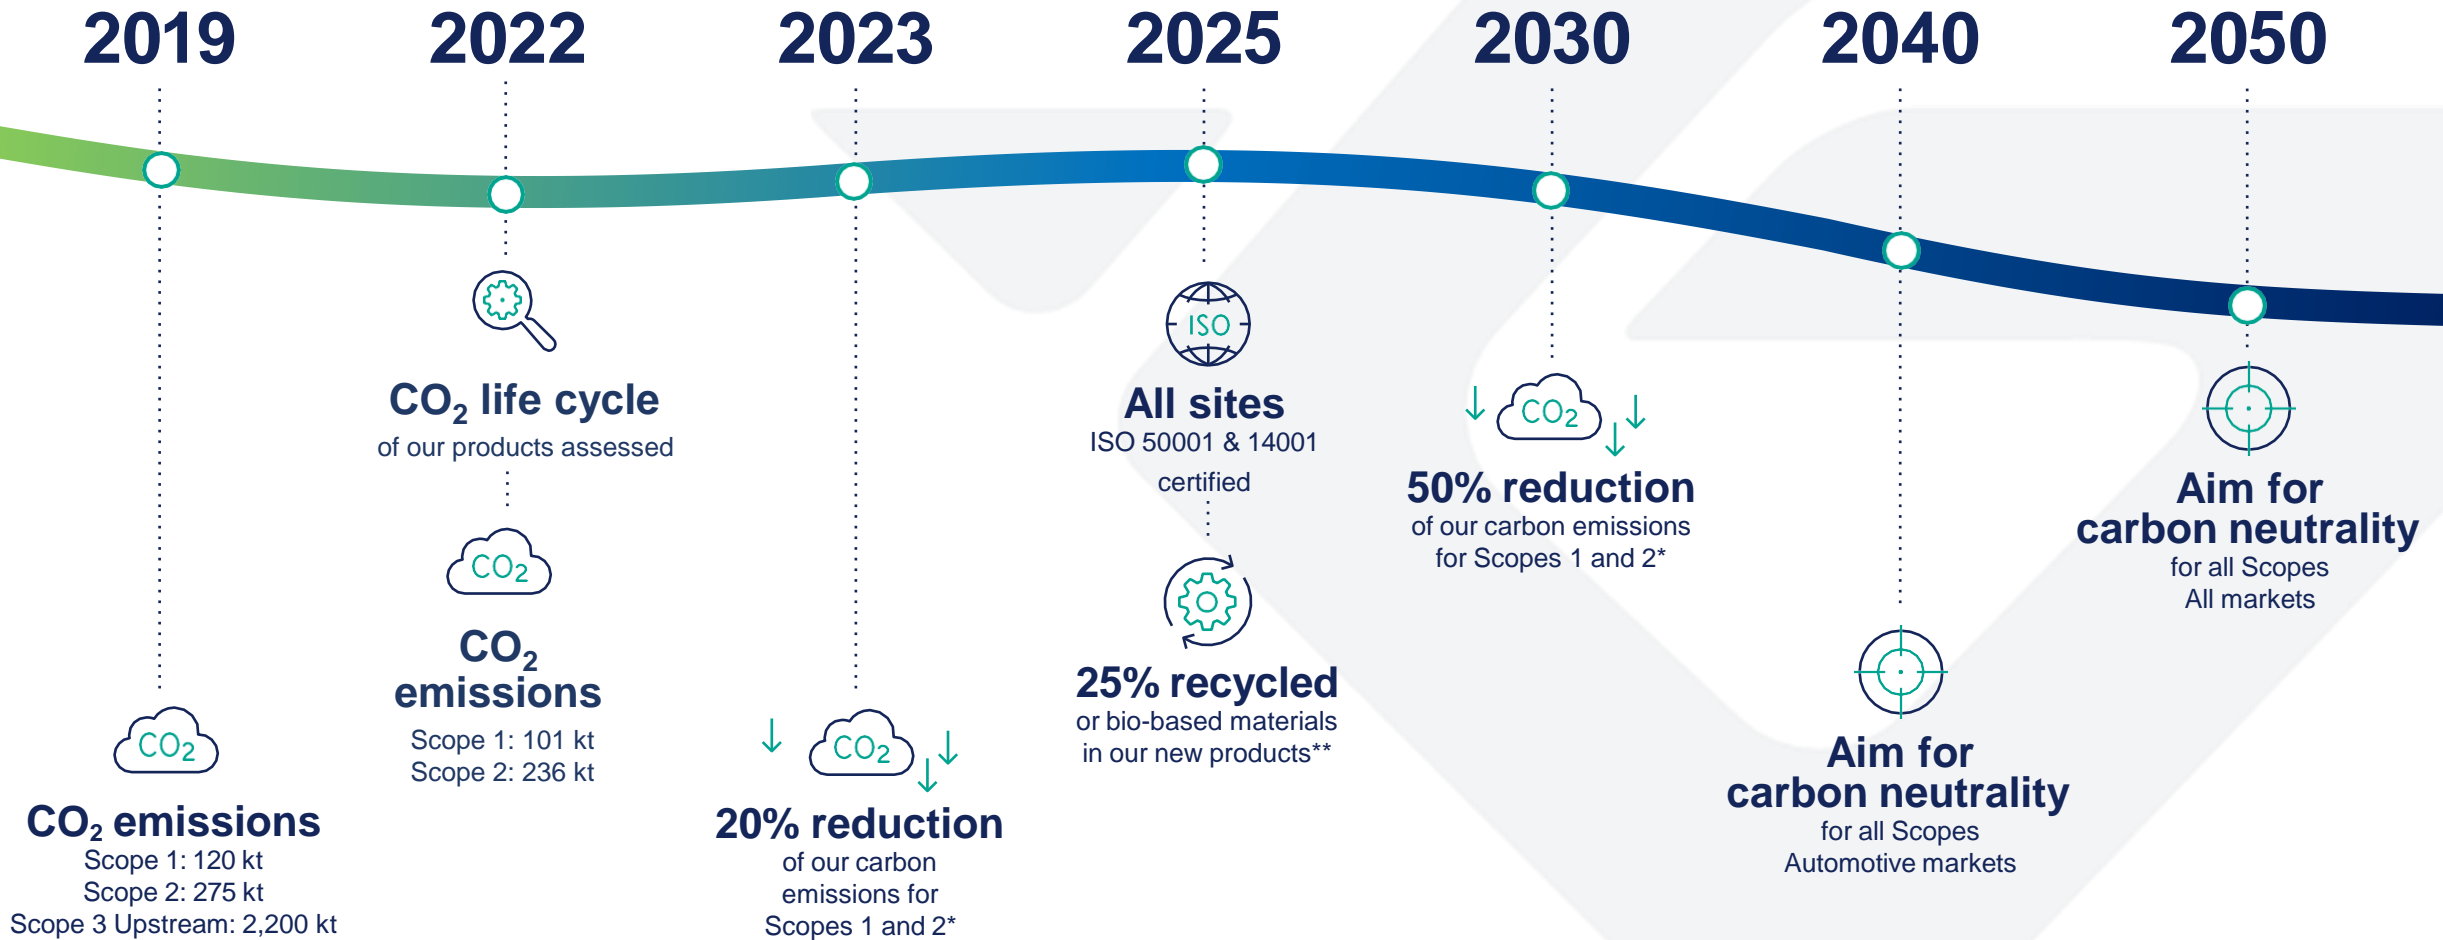 2019
2022
2023
2025
2030
2040
2050
CO₂
CO₂ emissions
Scope 1: 120 kt
Scope 2: 275 kt
Scope 3 Upstream: 2,200 kt
CO₂ life cycle
of our products assessed
CO₂
CO₂
emissions
Scope 1: 101 kt
Scope 2: 236 kt
CO₂
20% reduction
of our carbon
emissions for
Scopes 1 and 2*
ISO
All sites
ISO 50001 & 14001
certified
25% recycled
or bio-based materials
in our new products**
CO₂
50% reduction
of our carbon emissions
for Scopes 1 and 2*
Aim for
carbon neutrality
for all Scopes
Automotive markets
Aim for
carbon neutrality
for all Scopes
All markets